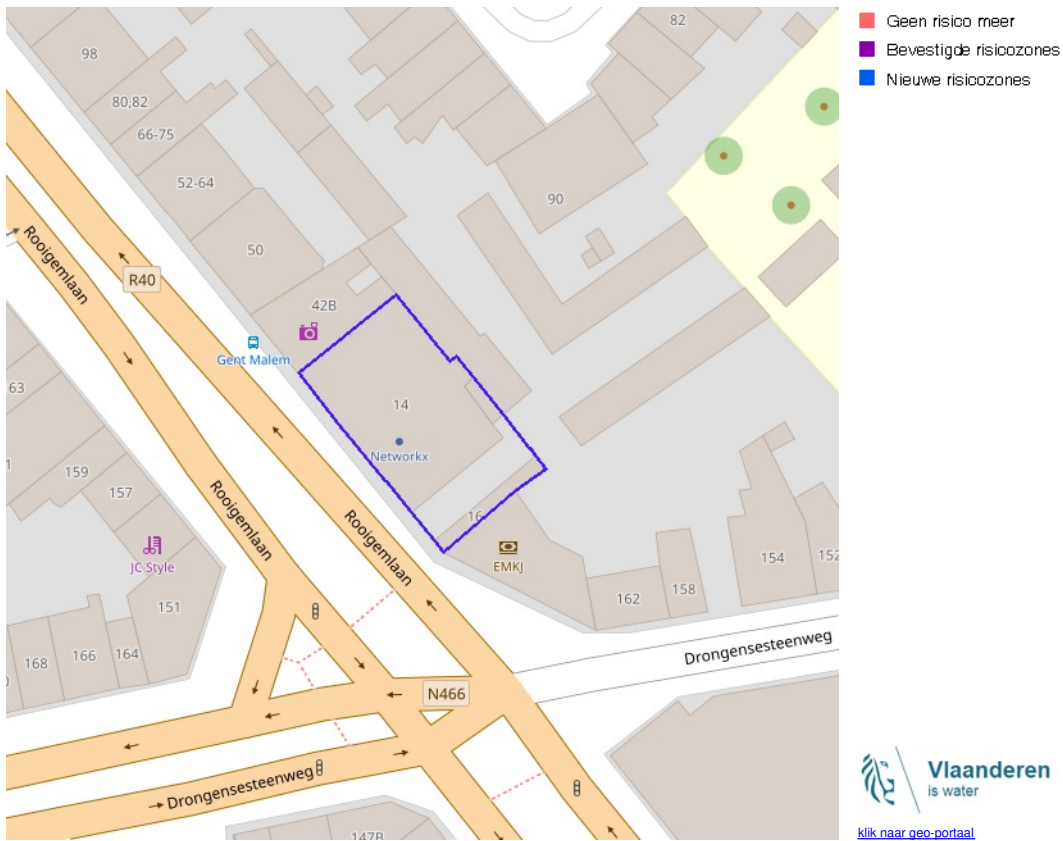 98
82
80,82
66-75
52-64
50
90
Rooigemlaan
R40
42B
Gent Malem
63
14
Networkx
159
157
Rooigemlaan
Rooigemlaan
16
JC Style
EMKJ
151
154
152
162
158
168
166
164
Drongensesteenweg
N466
Drongensesteenweg
147B
Geen risico meer
Bevestigde risicozones
Nieuwe risicozones
Vlaanderen
is water
klik naar geo-portaal